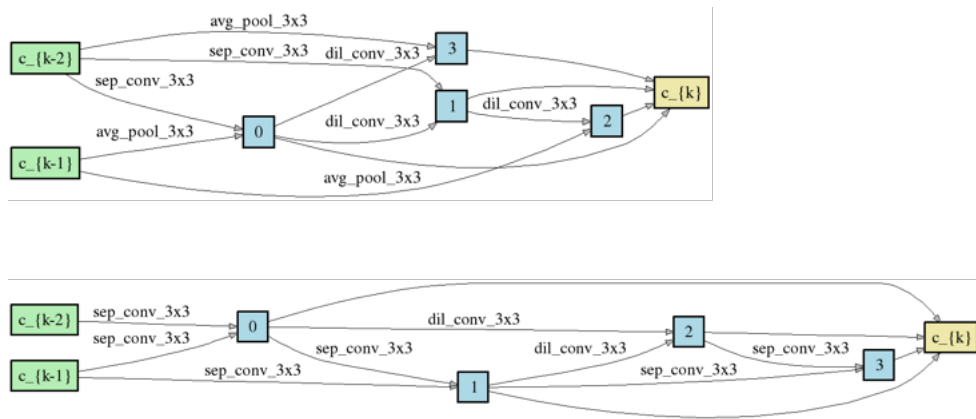 avg_pool_3x3
c_{k-2}
sep_conv_3x3
dil_conv_3x3
3
sep_conv_3x3
c_{k}
1
dil_conv_3x3
2
avg_pool_3x3
0
dil_conv_3x3
c_{k-1}
avg_pool_3x3
c_{k-2}
sep_conv_3x3
0
dil_conv_3x3
2
c_{k}
sep_conv_3x3
sep_conv_3x3
dil_conv_3x3
sep_conv_3x3
3
c_{k-1}
sep_conv_3x3
1
sep_conv_3x3